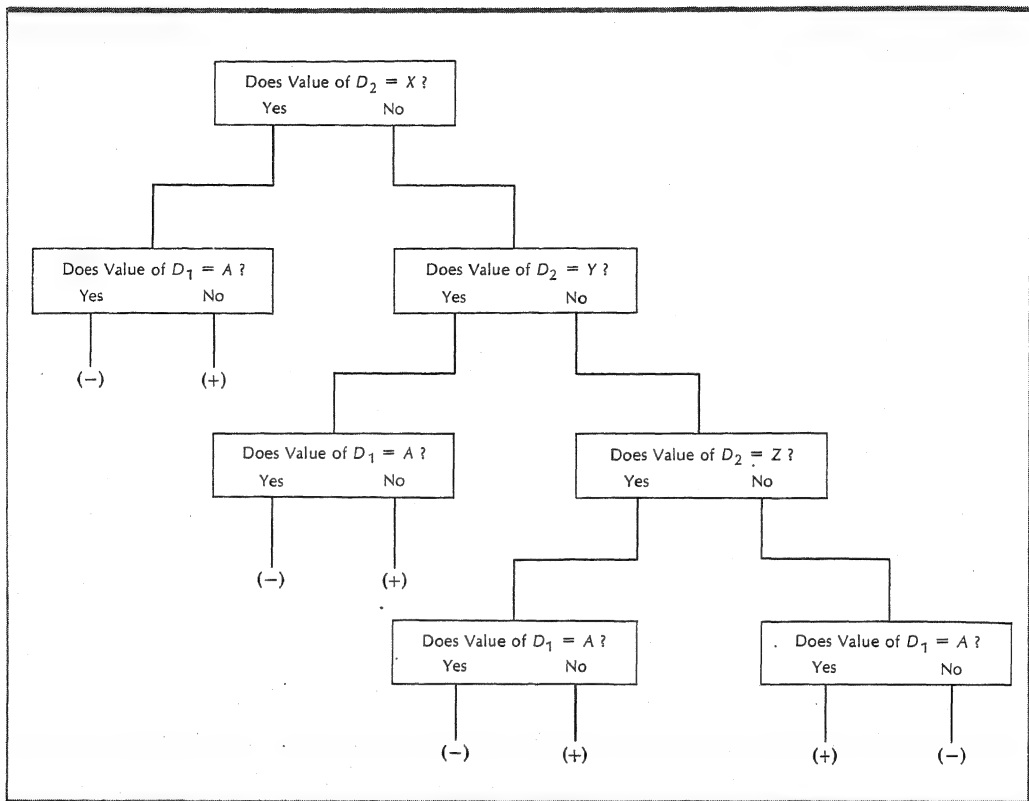 Does Value of D₂ = X ?
Yes No
Does Value of D₁ = A ?
Yes No
(−) (+)
Does Value of D₂ = Y ?
Yes No
Does Value of D₁ = A ?
Yes No
(−) (+)
Does Value of D₂ = Z ?
Yes No
Does Value of D₁ = A ?
Yes No
(−) (+)
Does Value of D₁ = A ?
Yes No
(+) (−)